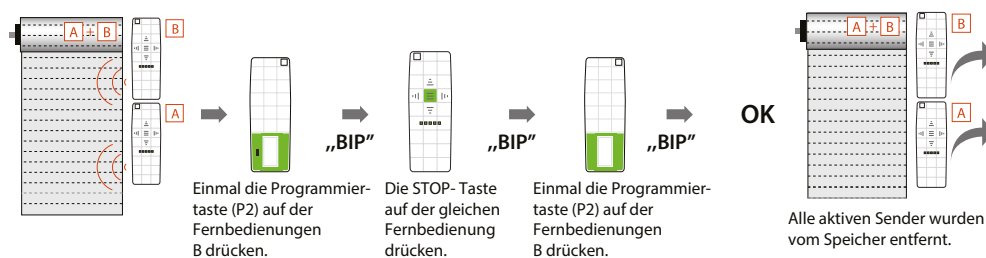 A + B
B
A
„BIP”
„BIP”
„BIP”
OK
A + B
B
A
Einmal die Programmier-
taste (P2) auf der
Fernbedienungen
B drücken.
Die STOP- Taste
auf der gleichen
Fernbedienung
drücken.
Einmal die Programmier-
taste (P2) auf der
Fernbedienungen
B drücken.
Alle aktiven Sender wurden
vom Speicher entfernt.